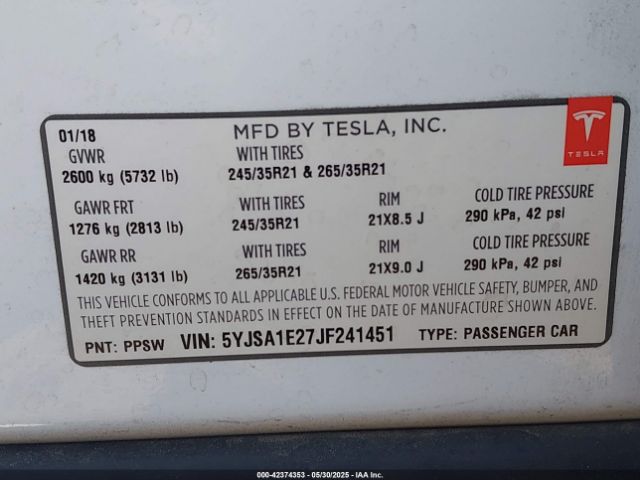 01/18 MFD BY TESLA, INC.
TESLA
GVWR WITH TIRES
2600 kg (5732 lb) 245/35R21 & 265/35R21
GAWR FRT WITH TIRES RIM COLD TIRE PRESSURE
1276 kg (2813 lb) 245/35R21 21X8.5 J 290 kPa, 42 psi
GAWR RR WITH TIRES RIM COLD TIRE PRESSURE
1420 kg (3131 lb) 265/35R21 21X9.0 J 290 kPa, 42 psi
THIS VEHICLE CONFORMS TO ALL APPLICABLE U.S. FEDERAL MOTOR VEHICLE SAFETY, BUMPER, AND
THEFT PREVENTION STANDARDS IN EFFECT ON THE DATE OF MANUFACTURE SHOWN ABOVE.
PNT: PPSW VIN: 5YJSA1E27JF241451 TYPE: PASSENGER CAR
000-42374353 - 05/30/2025 - IAA Inc.